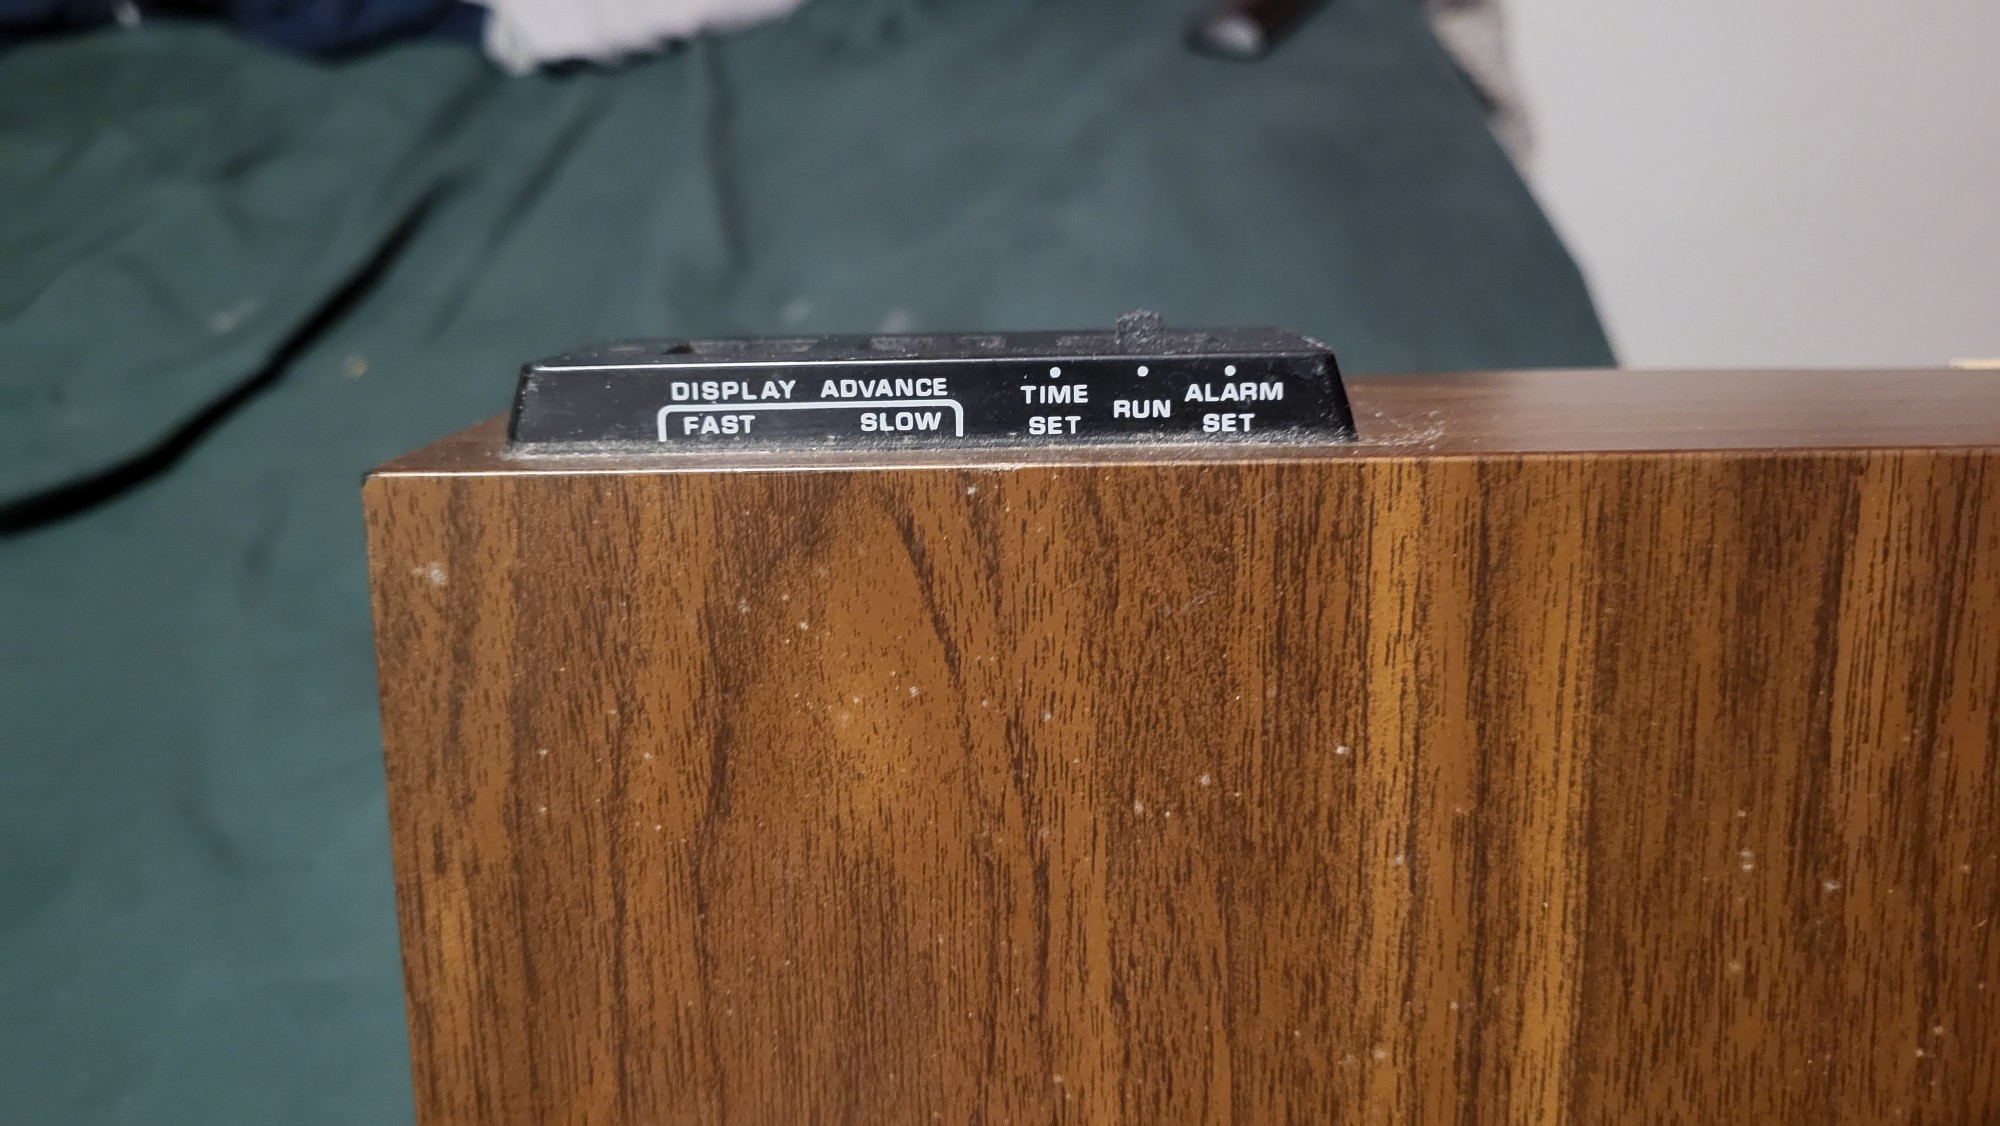 DISPLAY ADVANCE
FAST SLOW
TIME SET
RUN
ALARM SET